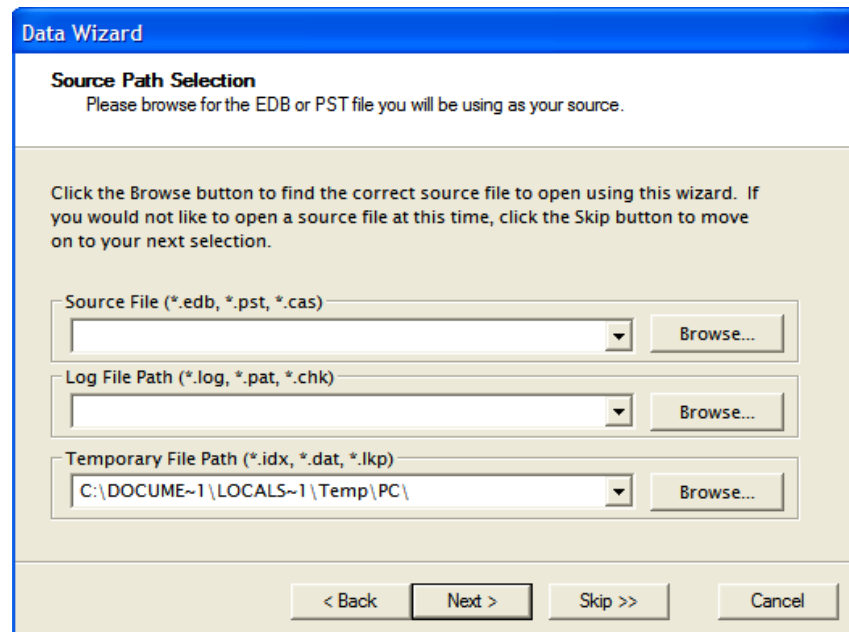 Data Wizard
Source Path Selection
Please browse for the EDB or PST file you will be using as your source.
Click the Browse button to find the correct source file to open using this wizard. If
you would not like to open a source file at this time, click the Skip button to move
on to your next selection.
Source File (*.edb, *.pst, *.cas)
Browse...
Log File Path (*.log, *.pat, *.chk)
Browse...
Temporary File Path (*.idx, *.dat, *.lkp)
C:\DOCUME~1\LOCALS~1\Temp\PC\ Browse...
< Back Next > Skip >> Cancel